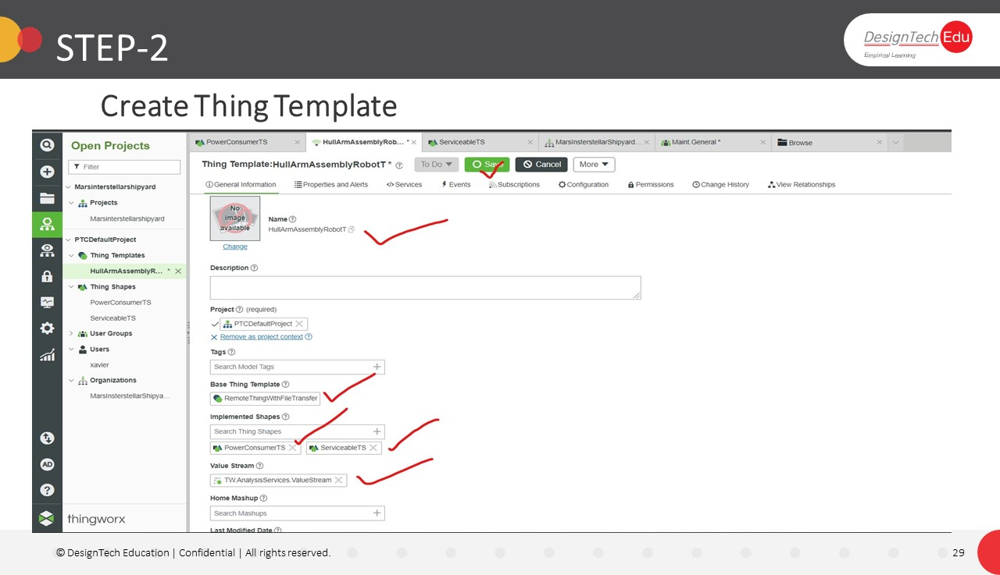 STEP-2
DesignTech Edu
Empirical Learning
Create Thing Template
Open Projects
Filter
Marsinterstellarshipyard
Projects
Marsinterstellarshipyard
PTCDefaultProject
Thing Templates
HullArmAssemblyR... *
Thing Shapes
PowerConsumerTS
ServiceableTS
User Groups
Users
xavier
Organizations
MarsInsterstellarShipya...
AD
thingworx
PowerConsumerTS
HullArmAssemblyRob... *
ServiceableTS
MarsInsterstellarShipyard...
Maint.General *
Browse
Thing Template:HullArmAssemblyRobotT *
To Do
Save
Cancel
More
General Information
Properties and Alerts
Services
Events
Subscriptions
Configuration
Permissions
Change History
View Relationships
No image available
Change
Name
HullArmAssemblyRobotT
Description
Project (required)
PTCDefaultProject
Remove as project context
Tags
Search Model Tags
Base Thing Template
RemoteThingWithFileTransfer
Implemented Shapes
Search Thing Shapes
PowerConsumerTS ServiceableTS
Value Stream
TW.AnalysisServices.ValueStream
Home Mashup
Search Mashups
Last Modified Date
© DesignTech Education | Confidential | All rights reserved.
29